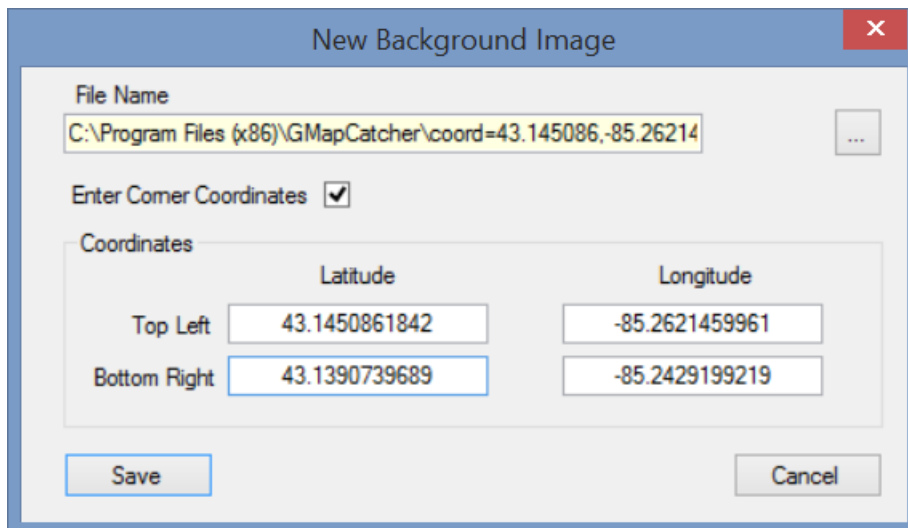 New Background Image
File Name
C:\Program Files (x86)\GMapCatcher\coord=43.145086,-85.26214
...
Enter Corner Coordinates
Coordinates
Latitude Longitude
Top Left 43.1450861842 -85.2621459961
Bottom Right 43.1390739689 -85.2429199219
Save Cancel